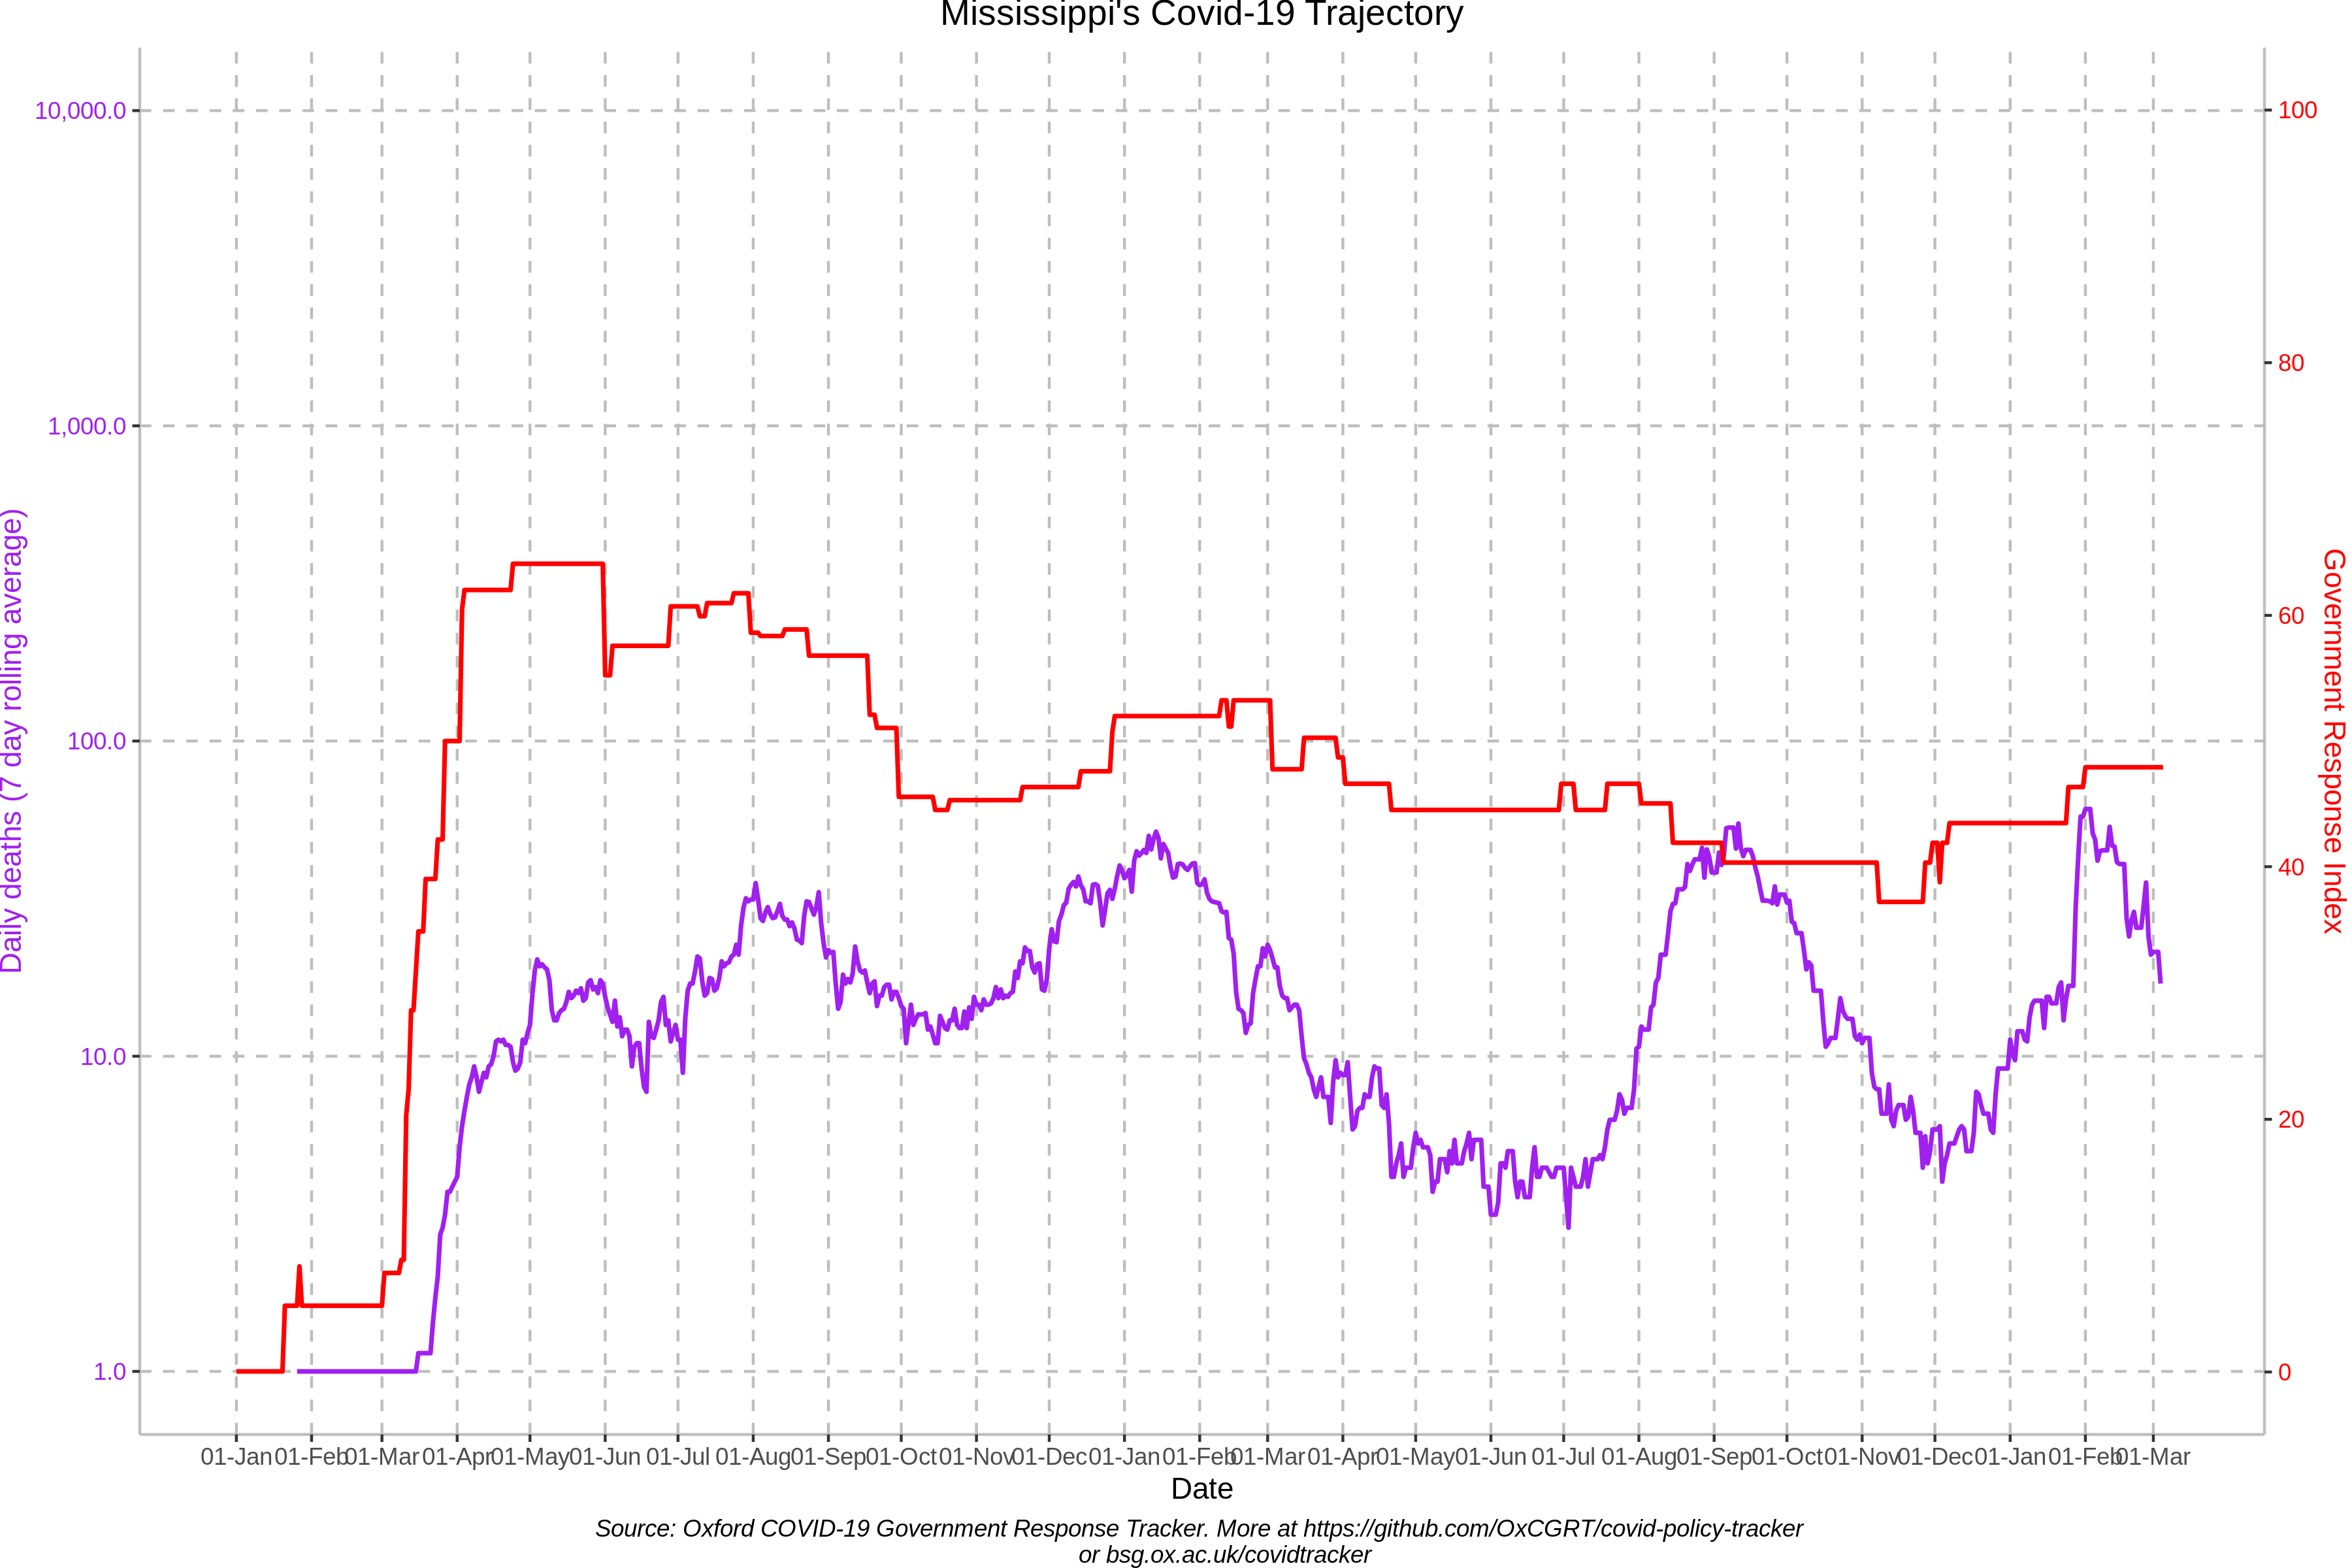 Mississippi's Covid-19 Trajectory
10,000.0
1,000.0
100.0
10.0
1.0
Daily deaths (7 day rolling average)
100
80
60
40
20
0
Government Response Index
01-Jan 01-Feb 01-Mar 01-Apr 01-May 01-Jun 01-Jul 01-Aug 01-Sep 01-Oct 01-Nov 01-Dec 01-Jan 01-Feb 01-Mar 01-Apr 01-May 01-Jun 01-Jul 01-Aug 01-Sep 01-Oct 01-Nov 01-Dec 01-Jan 01-Feb 01-Mar
Date
Source: Oxford COVID-19 Government Response Tracker. More at https://github.com/OxCGRT/covid-policy-tracker
or bsg.ox.ac.uk/covidtracker